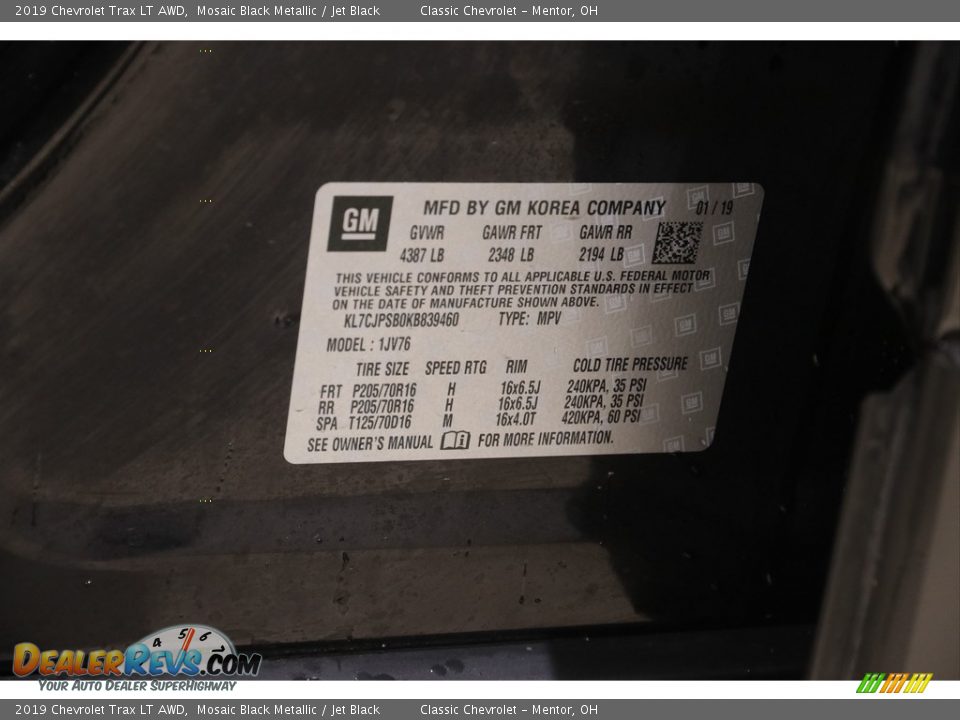 2019 Chevrolet Trax LT AWD,  Mosaic Black Metallic / Jet Black    Classic Chevrolet - Mentor, OH
GM MFD BY GM KOREA COMPANY 01 / 19
GVWR GAWR FRT GAWR RR
4387 LB 2348 LB 2194 LB
THIS VEHICLE CONFORMS TO ALL APPLICABLE U.S. FEDERAL MOTOR
VEHICLE SAFETY AND THEFT PREVENTION STANDARDS IN EFFECT
ON THE DATE OF MANUFACTURE SHOWN ABOVE.
KL7CJPSB0KB839460 TYPE: MPV
MODEL : 1JV76
TIRE SIZE SPEED RTG RIM COLD TIRE PRESSURE
FRT P205/70R16 H 16x6.5J 240KPA, 35 PSI
RR P205/70R16 H 16x6.5J 240KPA, 35 PSI
SPA T125/70D16 M 16x4.0T 420KPA, 60 PSI
SEE OWNER'S MANUAL FOR MORE INFORMATION.
4 5 6
DEALERREVS.COM
YOUR AUTO DEALER SUPERHIGHWAY
2019 Chevrolet Trax LT AWD,  Mosaic Black Metallic / Jet Black    Classic Chevrolet - Mentor, OH